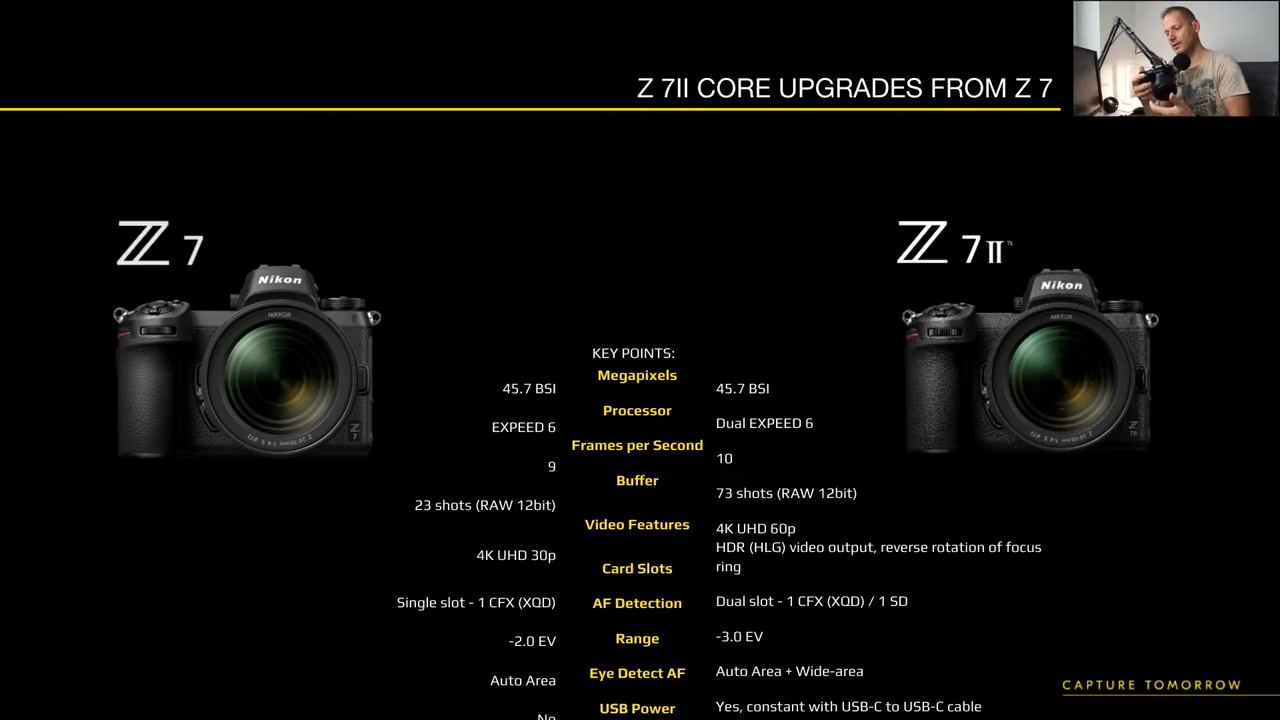 Z 7II CORE UPGRADES FROM Z 7
Z 7
Z 7II
Nikon
NIKKOR
Z 7
Nikon
NIKKOR
Z 7II
KEY POINTS:
Megapixels
45.7 BSI
45.7 BSI
Processor
EXPEED 6
Dual EXPEED 6
Frames per Second
9
10
Buffer
23 shots (RAW 12bit)
73 shots (RAW 12bit)
Video Features
4K UHD 30p
4K UHD 60p
HDR (HLG) video output, reverse rotation of focus
ring
Card Slots
Single slot - 1 CFX (XQD)
Dual slot - 1 CFX (XQD) / 1 SD
AF Detection
Range
-2.0 EV
-3.0 EV
Eye Detect AF
Auto Area
Auto Area + Wide-area
USB Power
No
Yes, constant with USB-C to USB-C cable
CAPTURE TOMORROW